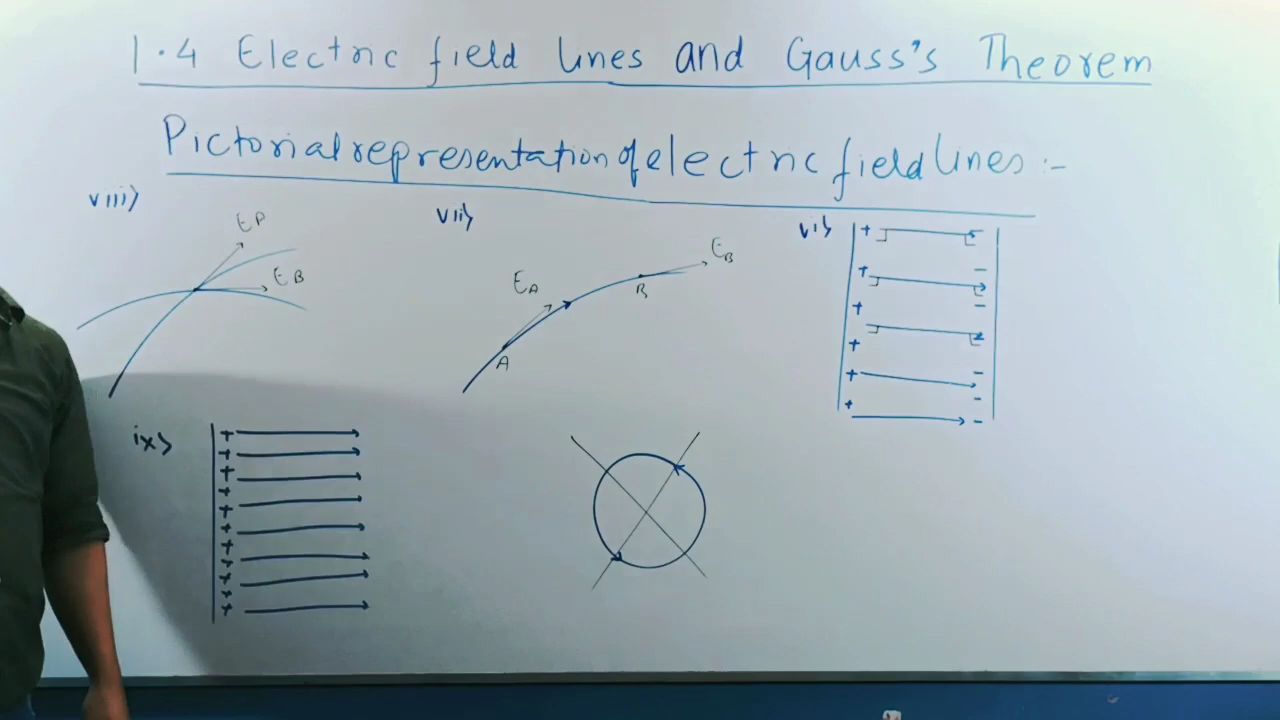 1.4 Electric field lines and Gauss's Theorem
Pictorial representation of electric field lines :-
viii>
EA
EB
vii>
EA
EB
A
B
vi>
+
+ -
+ -
+
+ -
-
+ -
ix>
+
+
+
+
+
+
+
+
+
+